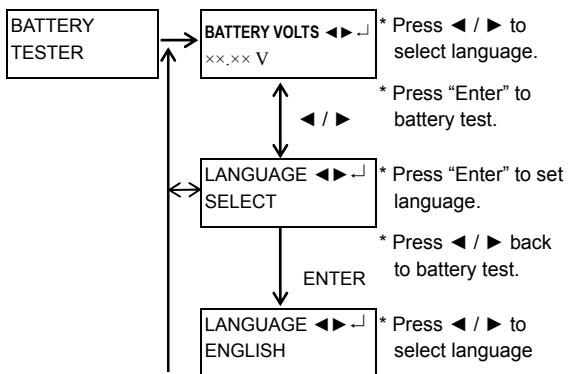 BATTERY
TESTER
BATTERY VOLTS ◄►↵
××.×× V
* Press ◄ / ► to
select language.
* Press “Enter” to
battery test.
◄ / ►
LANGUAGE ◄►↵
SELECT
* Press “Enter” to set
language.
* Press ◄ / ► back
to battery test.
ENTER
LANGUAGE ◄►↵
ENGLISH
* Press ◄ / ► to
select language